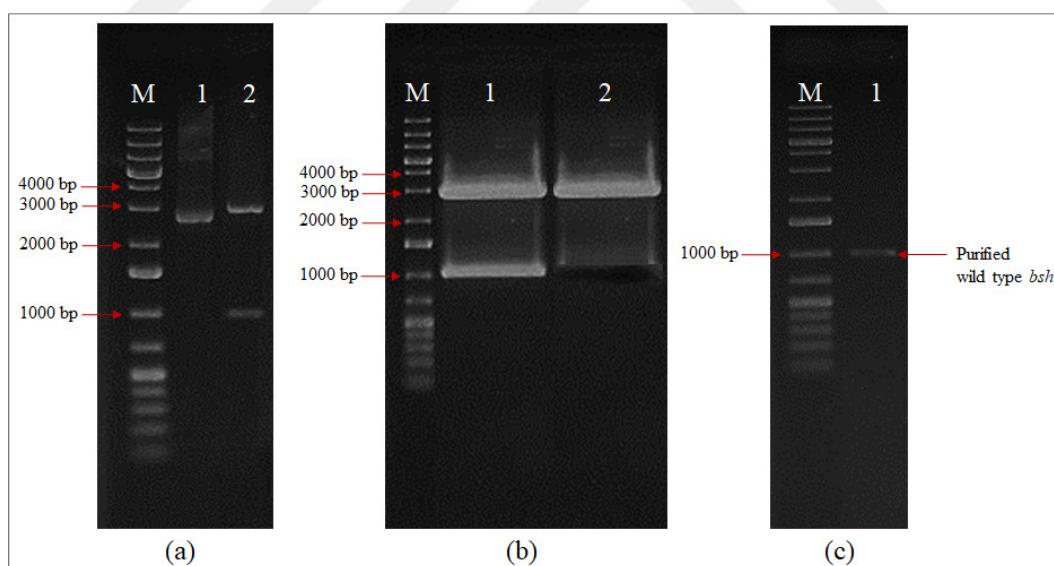 M 1 2
4000 bp
3000 bp
2000 bp
1000 bp
(a)
M 1 2
4000 bp
3000 bp
2000 bp
1000 bp
(b)
M 1
1000 bp
Purified
wild type bsh
(c)